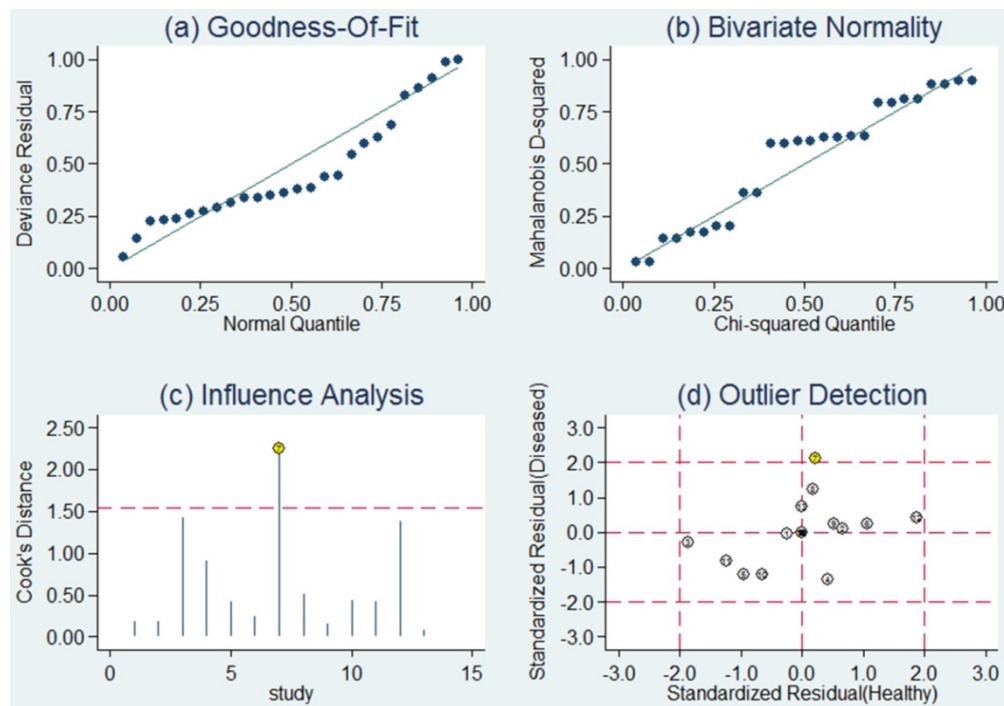 (a) Goodness-Of-Fit
Deviance Residual
1.00
0.75
0.50
0.25
0.00
0.00 0.25 0.50 0.75 1.00
Normal Quantile
(b) Bivariate Normality
Mahalanobis D-squared
1.00
0.75
0.50
0.25
0.00
0.00 0.25 0.50 0.75 1.00
Chi-squared Quantile
(c) Influence Analysis
Cook's Distance
2.50
2.00
1.50
1.00
0.50
0.00
7
0 5 10 15
study
(d) Outlier Detection
Standardized Residual(Diseased)
3.0
2.0
1.0
0.0
-1.0
-2.0
-3.0
7
-3.0 -2.0 -1.0 0.0 1.0 2.0 3.0
Standardized Residual(Healthy)